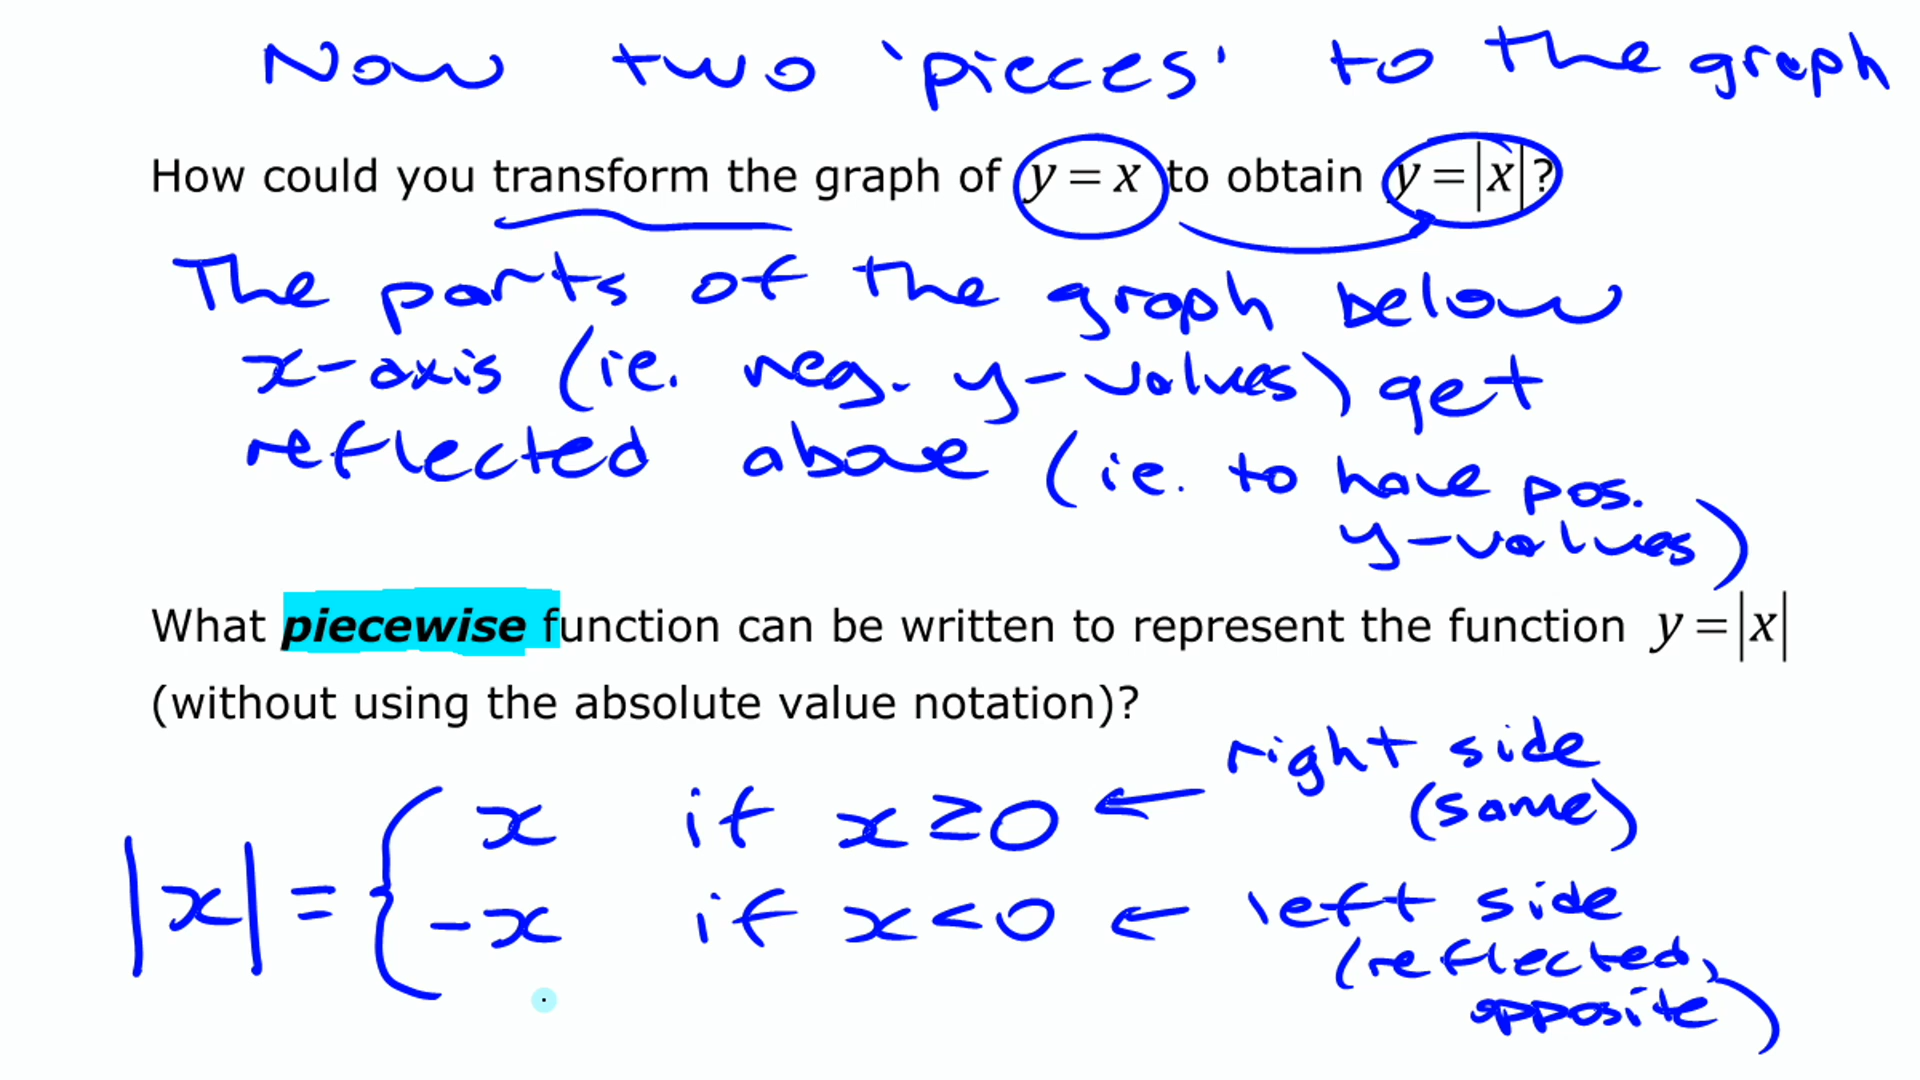 Now two 'pieces' to the graph
How could you transform the graph of y = x to obtain y = |x|?
The parts of the graph below
x-axis (ie. neg. y-values) get
reflected above (ie. to have pos.
y-values)
What piecewise function can be written to represent the function y = |x|
(without using the absolute value notation)?
right side
(same)
|x| = { x if x ≥ 0 ←
-x if x < 0 ← left side
(reflected,
opposite)